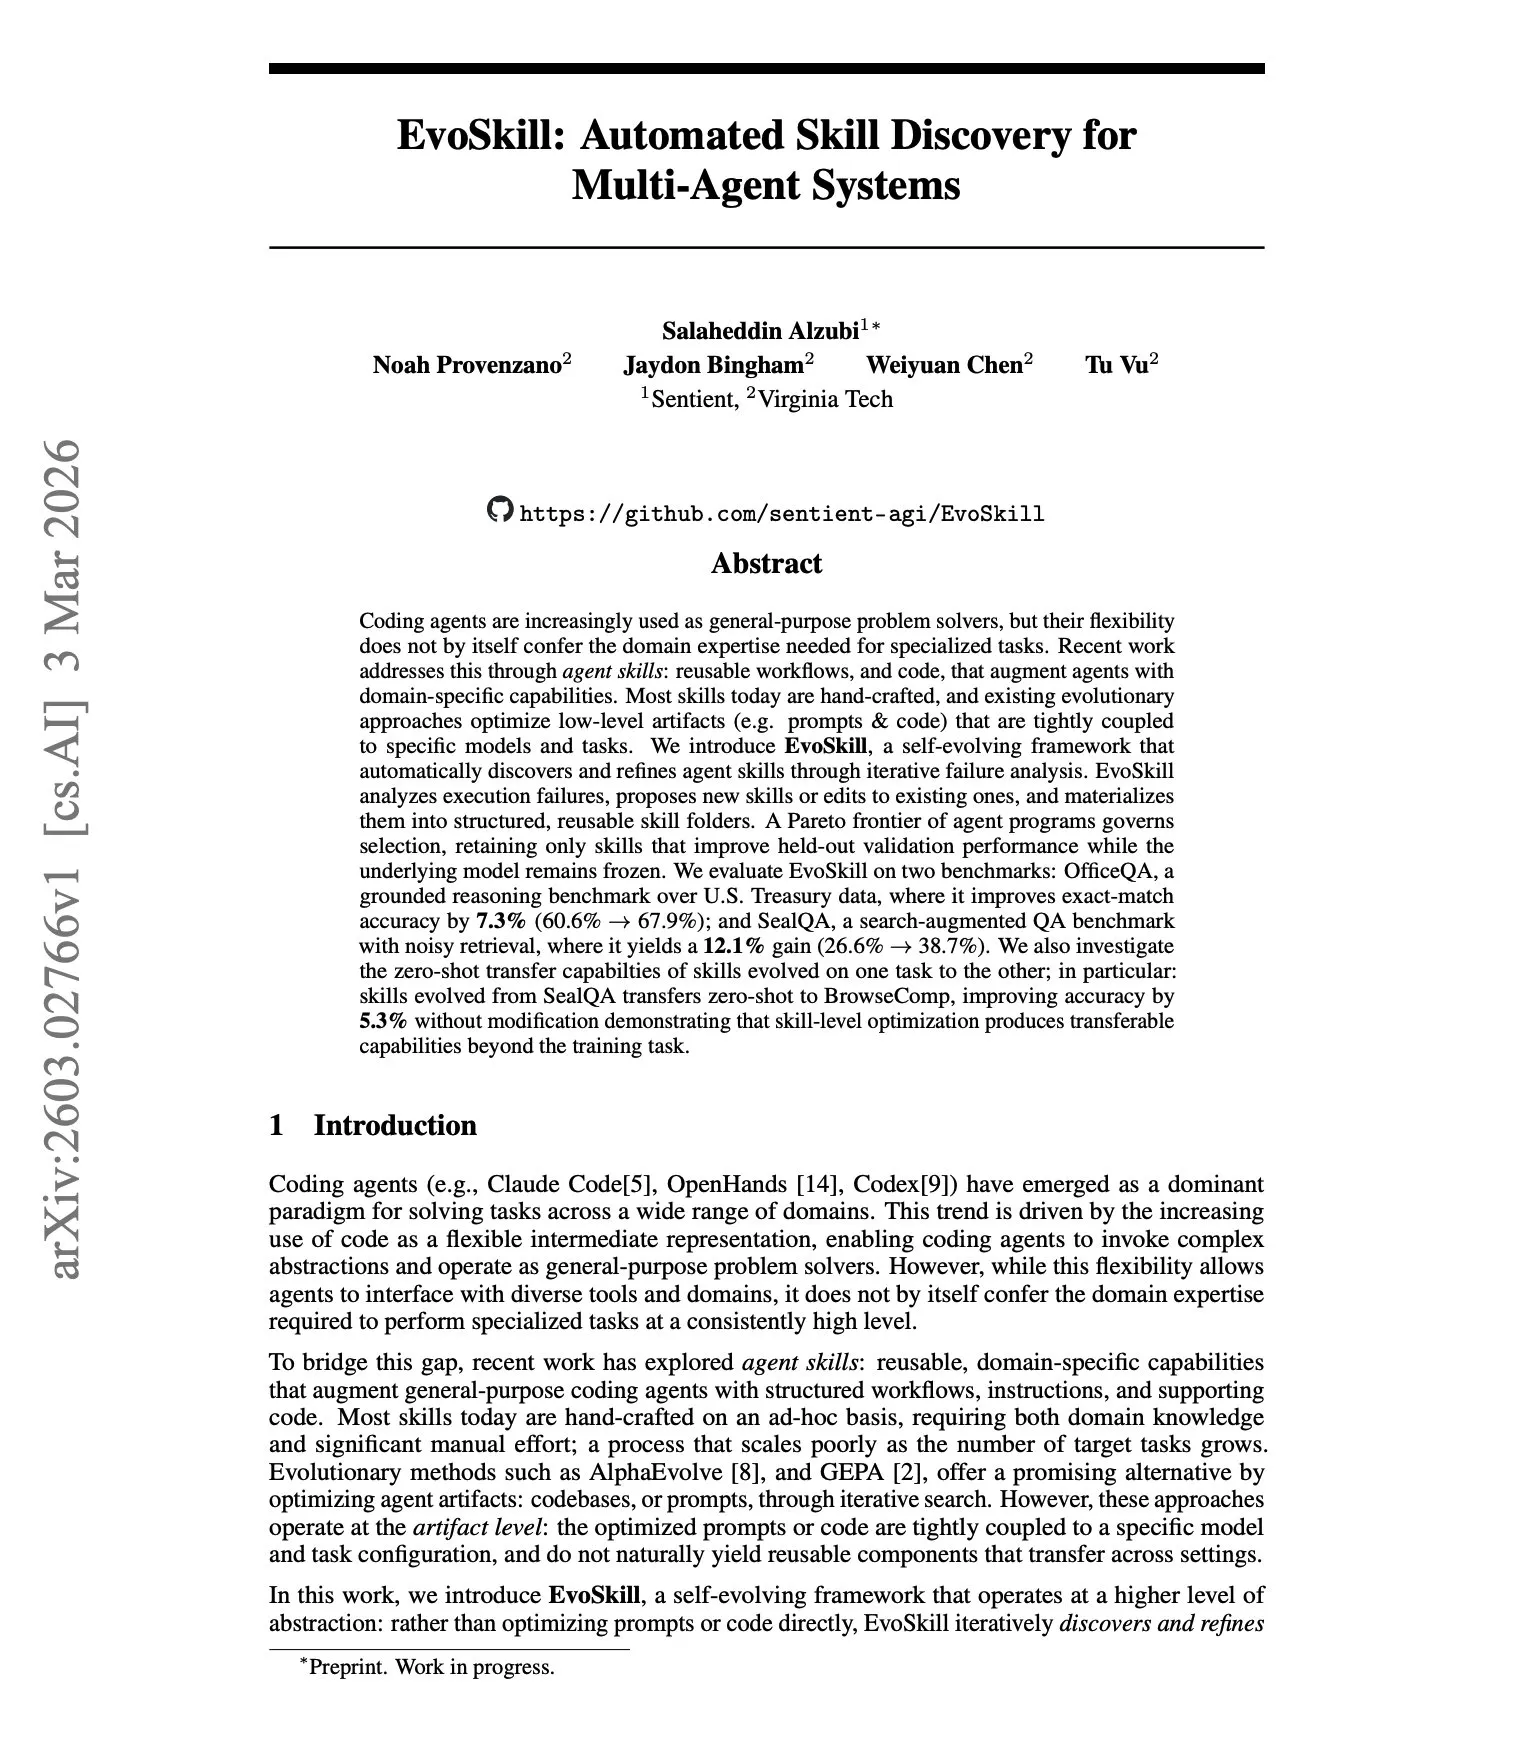 EvoSkill: Automated Skill Discovery for
Multi-Agent Systems
Salaheddin Alzubi1*
Noah Provenzano2 Jaydon Bingham2 Weiyuan Chen2 Tu Vu2
1Sentient, 2Virginia Tech
https://github.com/sentient-agi/EvoSkill
Abstract
Coding agents are increasingly used as general-purpose problem solvers, but their flexibility
does not by itself confer the domain expertise needed for specialized tasks. Recent work
addresses this through agent skills: reusable workflows, and code, that augment agents with
domain-specific capabilities. Most skills today are hand-crafted, and existing evolutionary
approaches optimize low-level artifacts (e.g. prompts & code) that are tightly coupled
to specific models and tasks. We introduce EvoSkill, a self-evolving framework that
automatically discovers and refines agent skills through iterative failure analysis. EvoSkill
analyzes execution failures, proposes new skills or edits to existing ones, and materializes
them into structured, reusable skill folders. A Pareto frontier of agent programs governs
selection, retaining only skills that improve held-out validation performance while the
underlying model remains frozen. We evaluate EvoSkill on two benchmarks: OfficeQA, a
grounded reasoning benchmark over U.S. Treasury data, where it improves exact-match
accuracy by 7.3% (60.6% → 67.9%); and SealQA, a search-augmented QA benchmark
with noisy retrieval, where it yields a 12.1% gain (26.6% → 38.7%). We also investigate
the zero-shot transfer capabilties of skills evolved on one task to the other; in particular:
skills evolved from SealQA transfers zero-shot to BrowseComp, improving accuracy by
5.3% without modification demonstrating that skill-level optimization produces transferable
capabilities beyond the training task.
1 Introduction
Coding agents (e.g., Claude Code[5], OpenHands [14], Codex[9]) have emerged as a dominant
paradigm for solving tasks across a wide range of domains. This trend is driven by the increasing
use of code as a flexible intermediate representation, enabling coding agents to invoke complex
abstractions and operate as general-purpose problem solvers. However, while this flexibility allows
agents to interface with diverse tools and domains, it does not by itself confer the domain expertise
required to perform specialized tasks at a consistently high level.
To bridge this gap, recent work has explored agent skills: reusable, domain-specific capabilities
that augment general-purpose coding agents with structured workflows, instructions, and supporting
code. Most skills today are hand-crafted on an ad-hoc basis, requiring both domain knowledge
and significant manual effort; a process that scales poorly as the number of target tasks grows.
Evolutionary methods such as AlphaEvolve [8], and GEPA [2], offer a promising alternative by
optimizing agent artifacts: codebases, or prompts, through iterative search. However, these approaches
operate at the artifact level: the optimized prompts or code are tightly coupled to a specific model
and task configuration, and do not naturally yield reusable components that transfer across settings.
In this work, we introduce EvoSkill, a self-evolving framework that operates at a higher level of
abstraction: rather than optimizing prompts or code directly, EvoSkill iteratively discovers and refines
*Preprint. Work in progress.
arXiv:2603.02766v1 [cs.AI] 3 Mar 2026